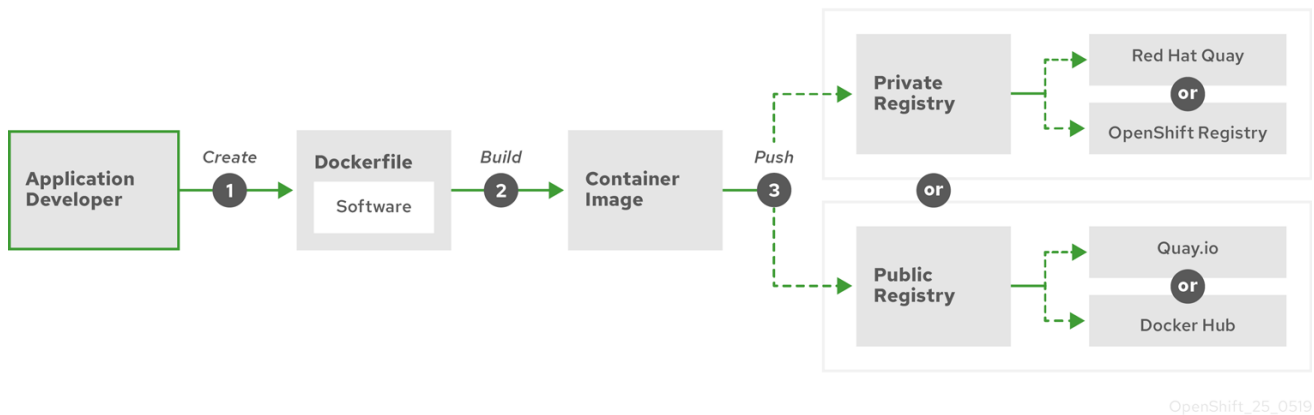 Application
Developer
Create
1
Dockerfile
Software
Build
2
Container
Image
Push
3
Private
Registry
Red Hat Quay
or
OpenShift Registry
or
Public
Registry
Quay.io
or
Docker Hub
OpenShift_25_0519